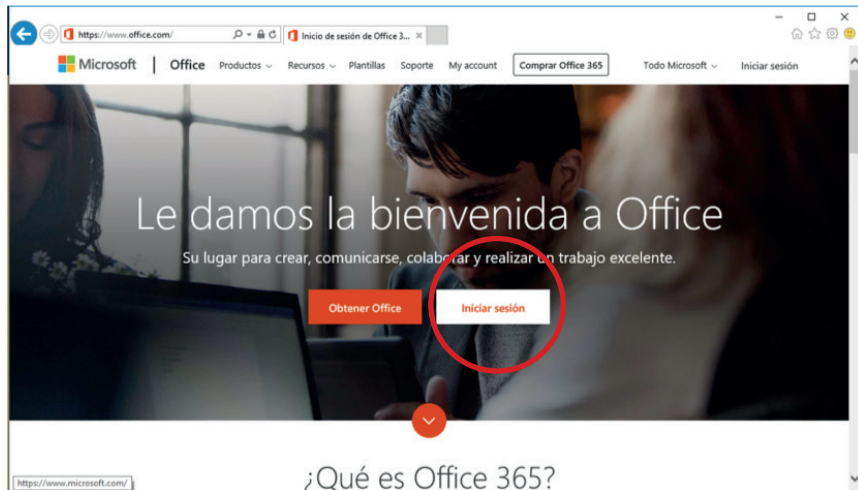 https://www.office.com/
Inicio de sesión de Office 3...
Microsoft
Office
Productos
Recursos
Plantillas
Soporte
My account
Comprar Office 365
Todo Microsoft
Iniciar sesión
Le damos la bienvenida a Office
Su lugar para crear, comunicarse, colaborar y realizar un trabajo excelente.
Obtener Office
Iniciar sesión
¿Qué es Office 365?
https://www.microsoft.com/